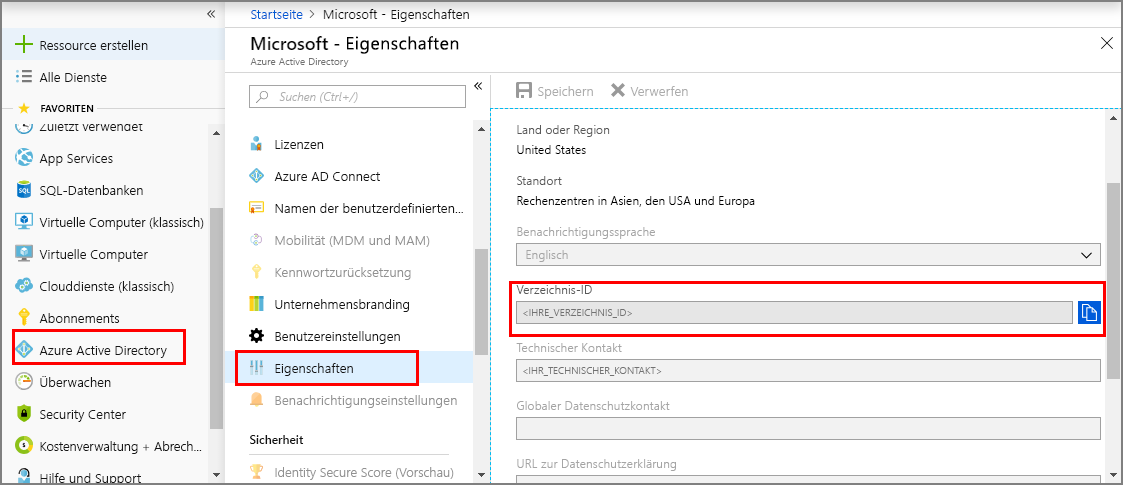 «
Ressource erstellen
Alle Dienste
FAVORITEN
Zuletzt verwendet
App Services
SQL-Datenbanken
Virtuelle Computer (klassisch)
Virtuelle Computer
Clouddienste (klassisch)
Abonnements
Azure Active Directory
Überwachen
Security Center
Kostenverwaltung + Abrech...
Hilfe und Support
Startseite > Microsoft - Eigenschaften
Microsoft - Eigenschaften
Azure Active Directory
Suchen (Ctrl+/)
«
Lizenzen
Azure AD Connect
Namen der benutzerdefinierten...
Mobilität (MDM und MAM)
Kennwortzurücksetzung
Unternehmensbranding
Benutzereinstellungen
Eigenschaften
Benachrichtigungseinstellungen
Sicherheit
Identity Secure Score (Vorschau)
Speichern Verwerfen
Land oder Region
United States
Standort
Rechenzentren in Asien, den USA und Europa
Benachrichtigungssprache
Englisch
Verzeichnis-ID
<IHRE_VERZEICHNIS_ID>
Technischer Kontakt
<IHR_TECHNISCHER_KONTAKT>
Globaler Datenschutzkontakt
URL zur Datenschutzerklärung